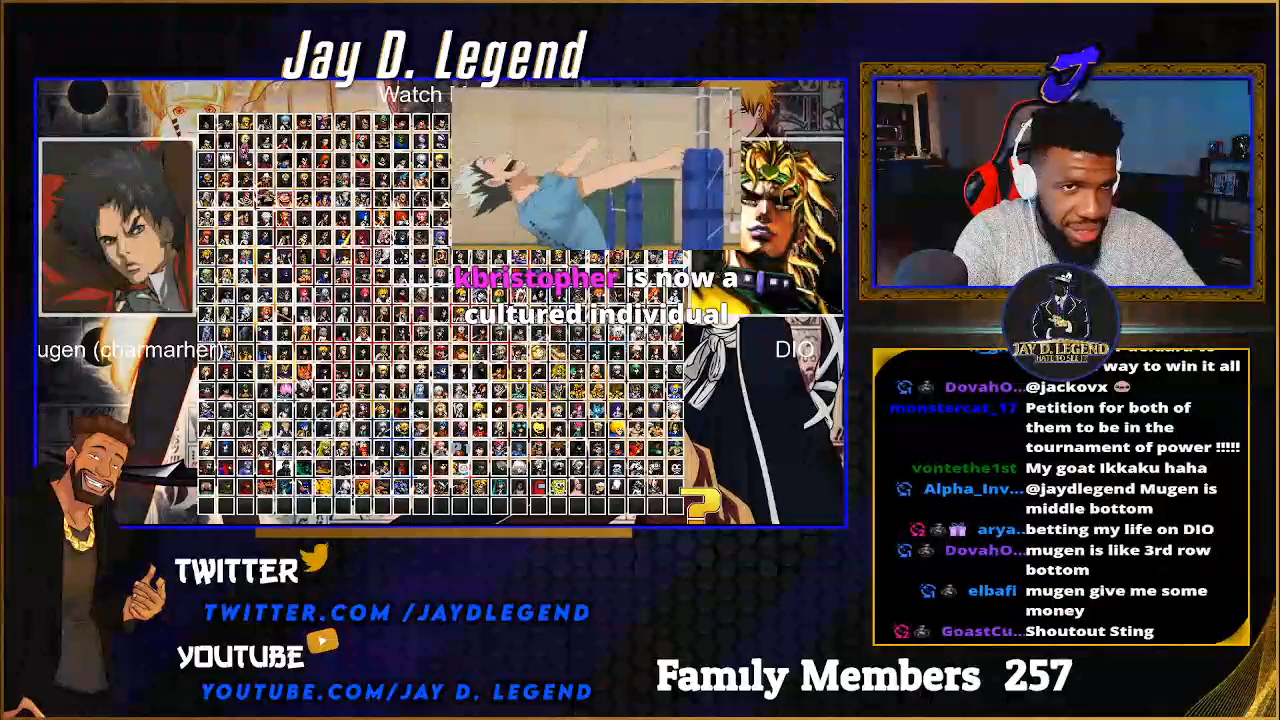 Jay D. Legend
Watch
kbristopher is now a
cultured individual
ugen (charmarher)
DIO
J
JAY D. LEGEND
way to win it all
DovahO... @jackovx
monstercat_17 Petition for both of
them to be in the
tournament of power !!!!!
vontethe1st My goat Ikkaku haha
Alpha_Inv... @jaydlegend Mugen is
middle bottom
arya.. betting my life on DIO
DovahO... mugen is like 3rd row
bottom
elbafl mugen give me some
money
GoastCu... Shoutout Sting
TWITTER
TWITTER.COM /JAYDLEGEND
YOUTUBE
YOUTUBE.COM/JAY D. LEGEND
Family Members 257